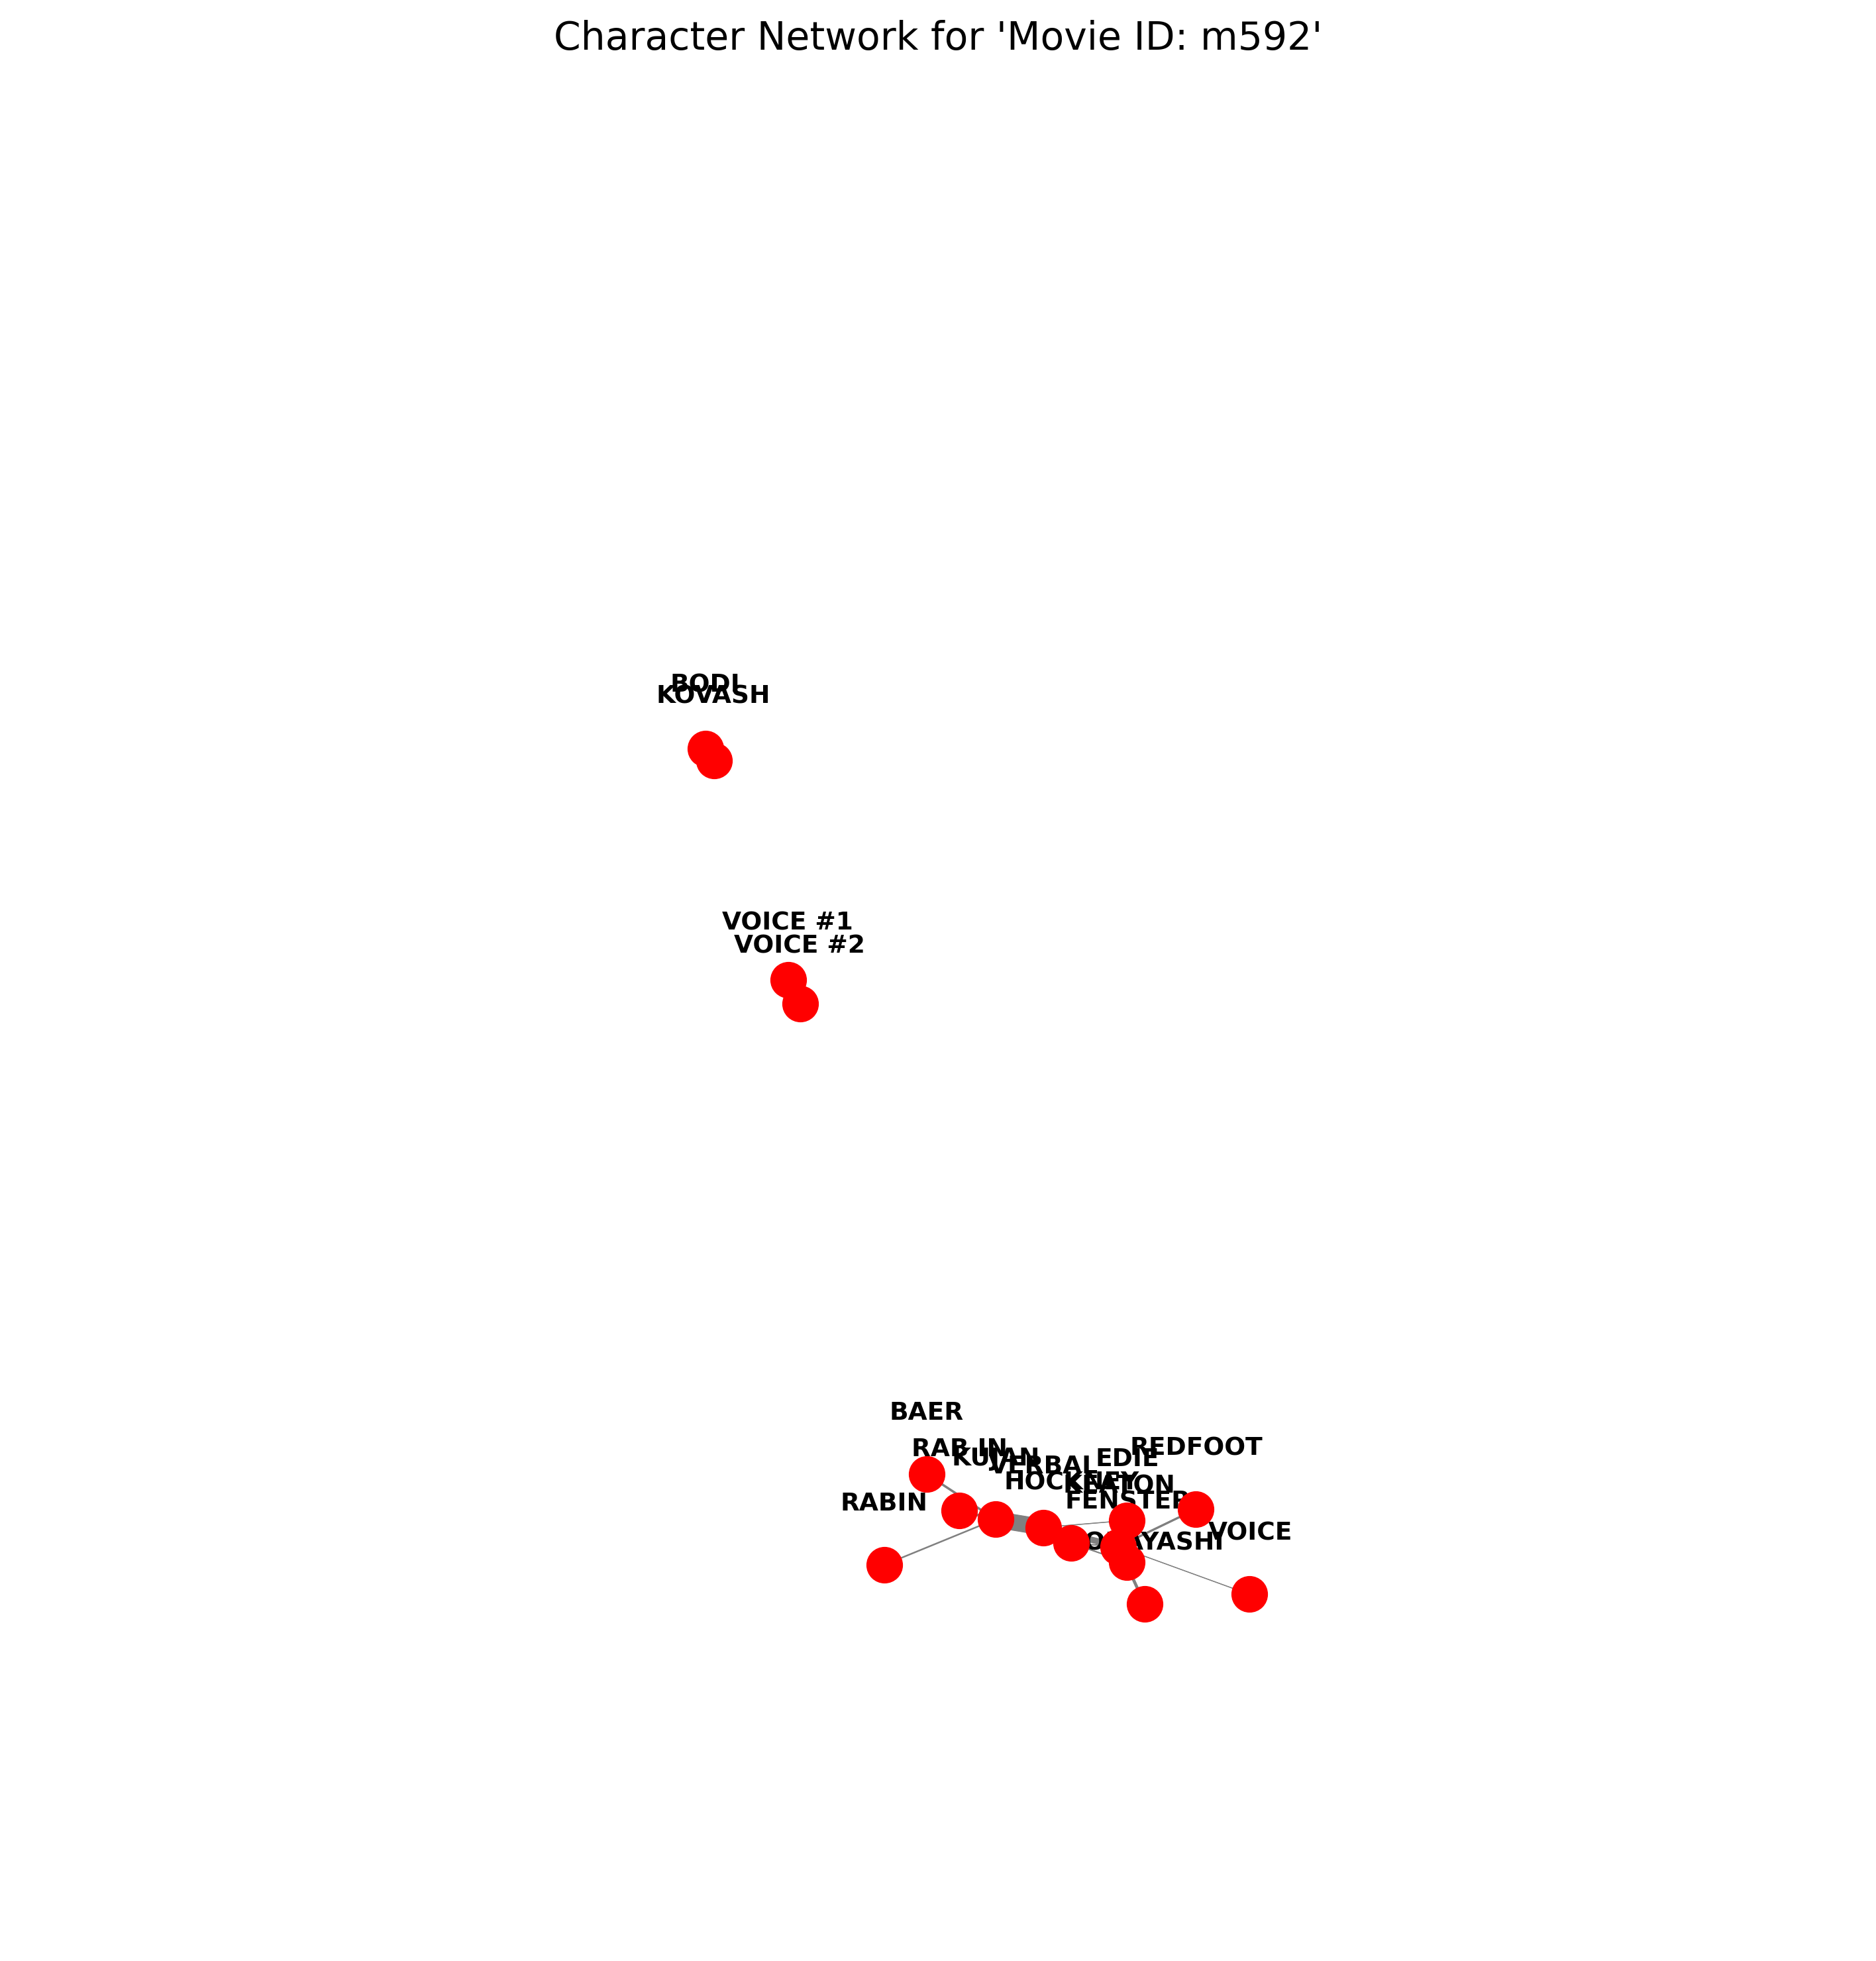 Character Network for 'Movie ID: m592'
BODI
KOVASH
VOICE #1
VOICE #2
BAER
RAB IN
KUJAN
VERBAL
EDIE
REDFOOT
HOCKNEY
KEATON
FENSTER
RABIN
VOICE